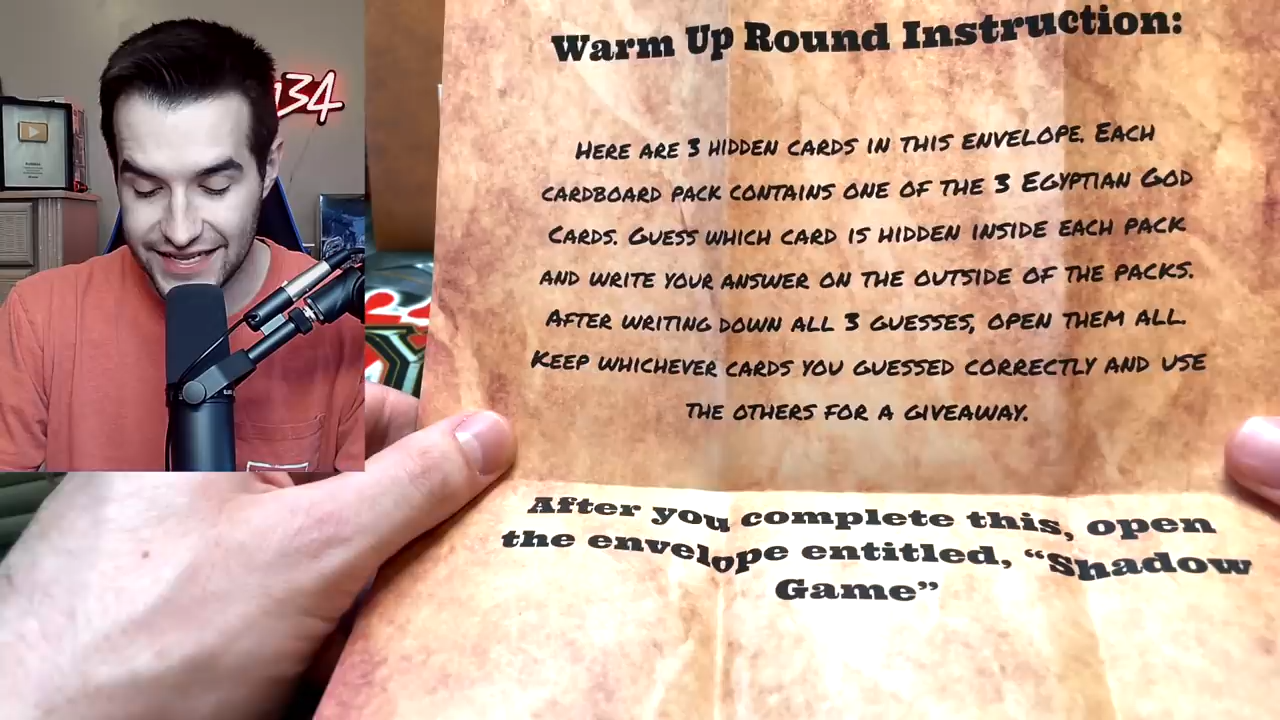 Warm Up Round Instruction:
HERE ARE 3 HIDDEN CARDS IN THIS ENVELOPE. EACH
CARDBOARD PACK CONTAINS ONE OF THE 3 EGYPTIAN GOD
CARDS. GUESS WHICH CARD IS HIDDEN INSIDE EACH PACK
AND WRITE YOUR ANSWER ON THE OUTSIDE OF THE PACKS.
AFTER WRITING DOWN ALL 3 GUESSES, OPEN THEM ALL.
KEEP WHICHEVER CARDS YOU GUESSED CORRECTLY AND USE
THE OTHERS FOR A GIVEAWAY.
After you complete this, open
the envelope entitled, “Shadow
Game”
34